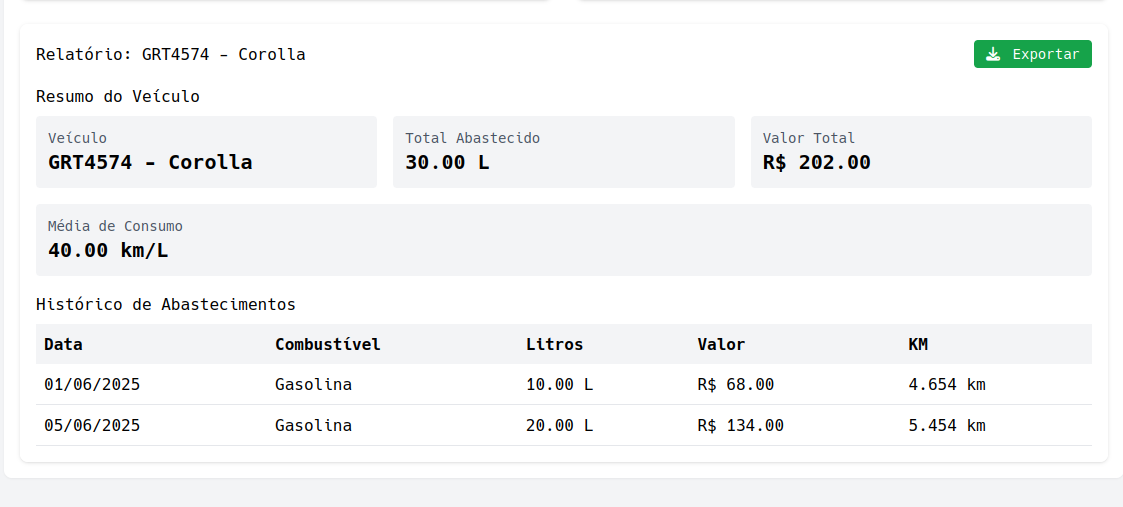 Relatório: GRT4574 - Corolla
Exportar
Resumo do Veículo
Veículo
GRT4574 - Corolla
Total Abastecido
30.00 L
Valor Total
R$ 202.00
Média de Consumo
40.00 km/L
Histórico de Abastecimentos
Data Combustível Litros Valor KM
01/06/2025 Gasolina 10.00 L R$ 68.00 4.654 km
05/06/2025 Gasolina 20.00 L R$ 134.00 5.454 km